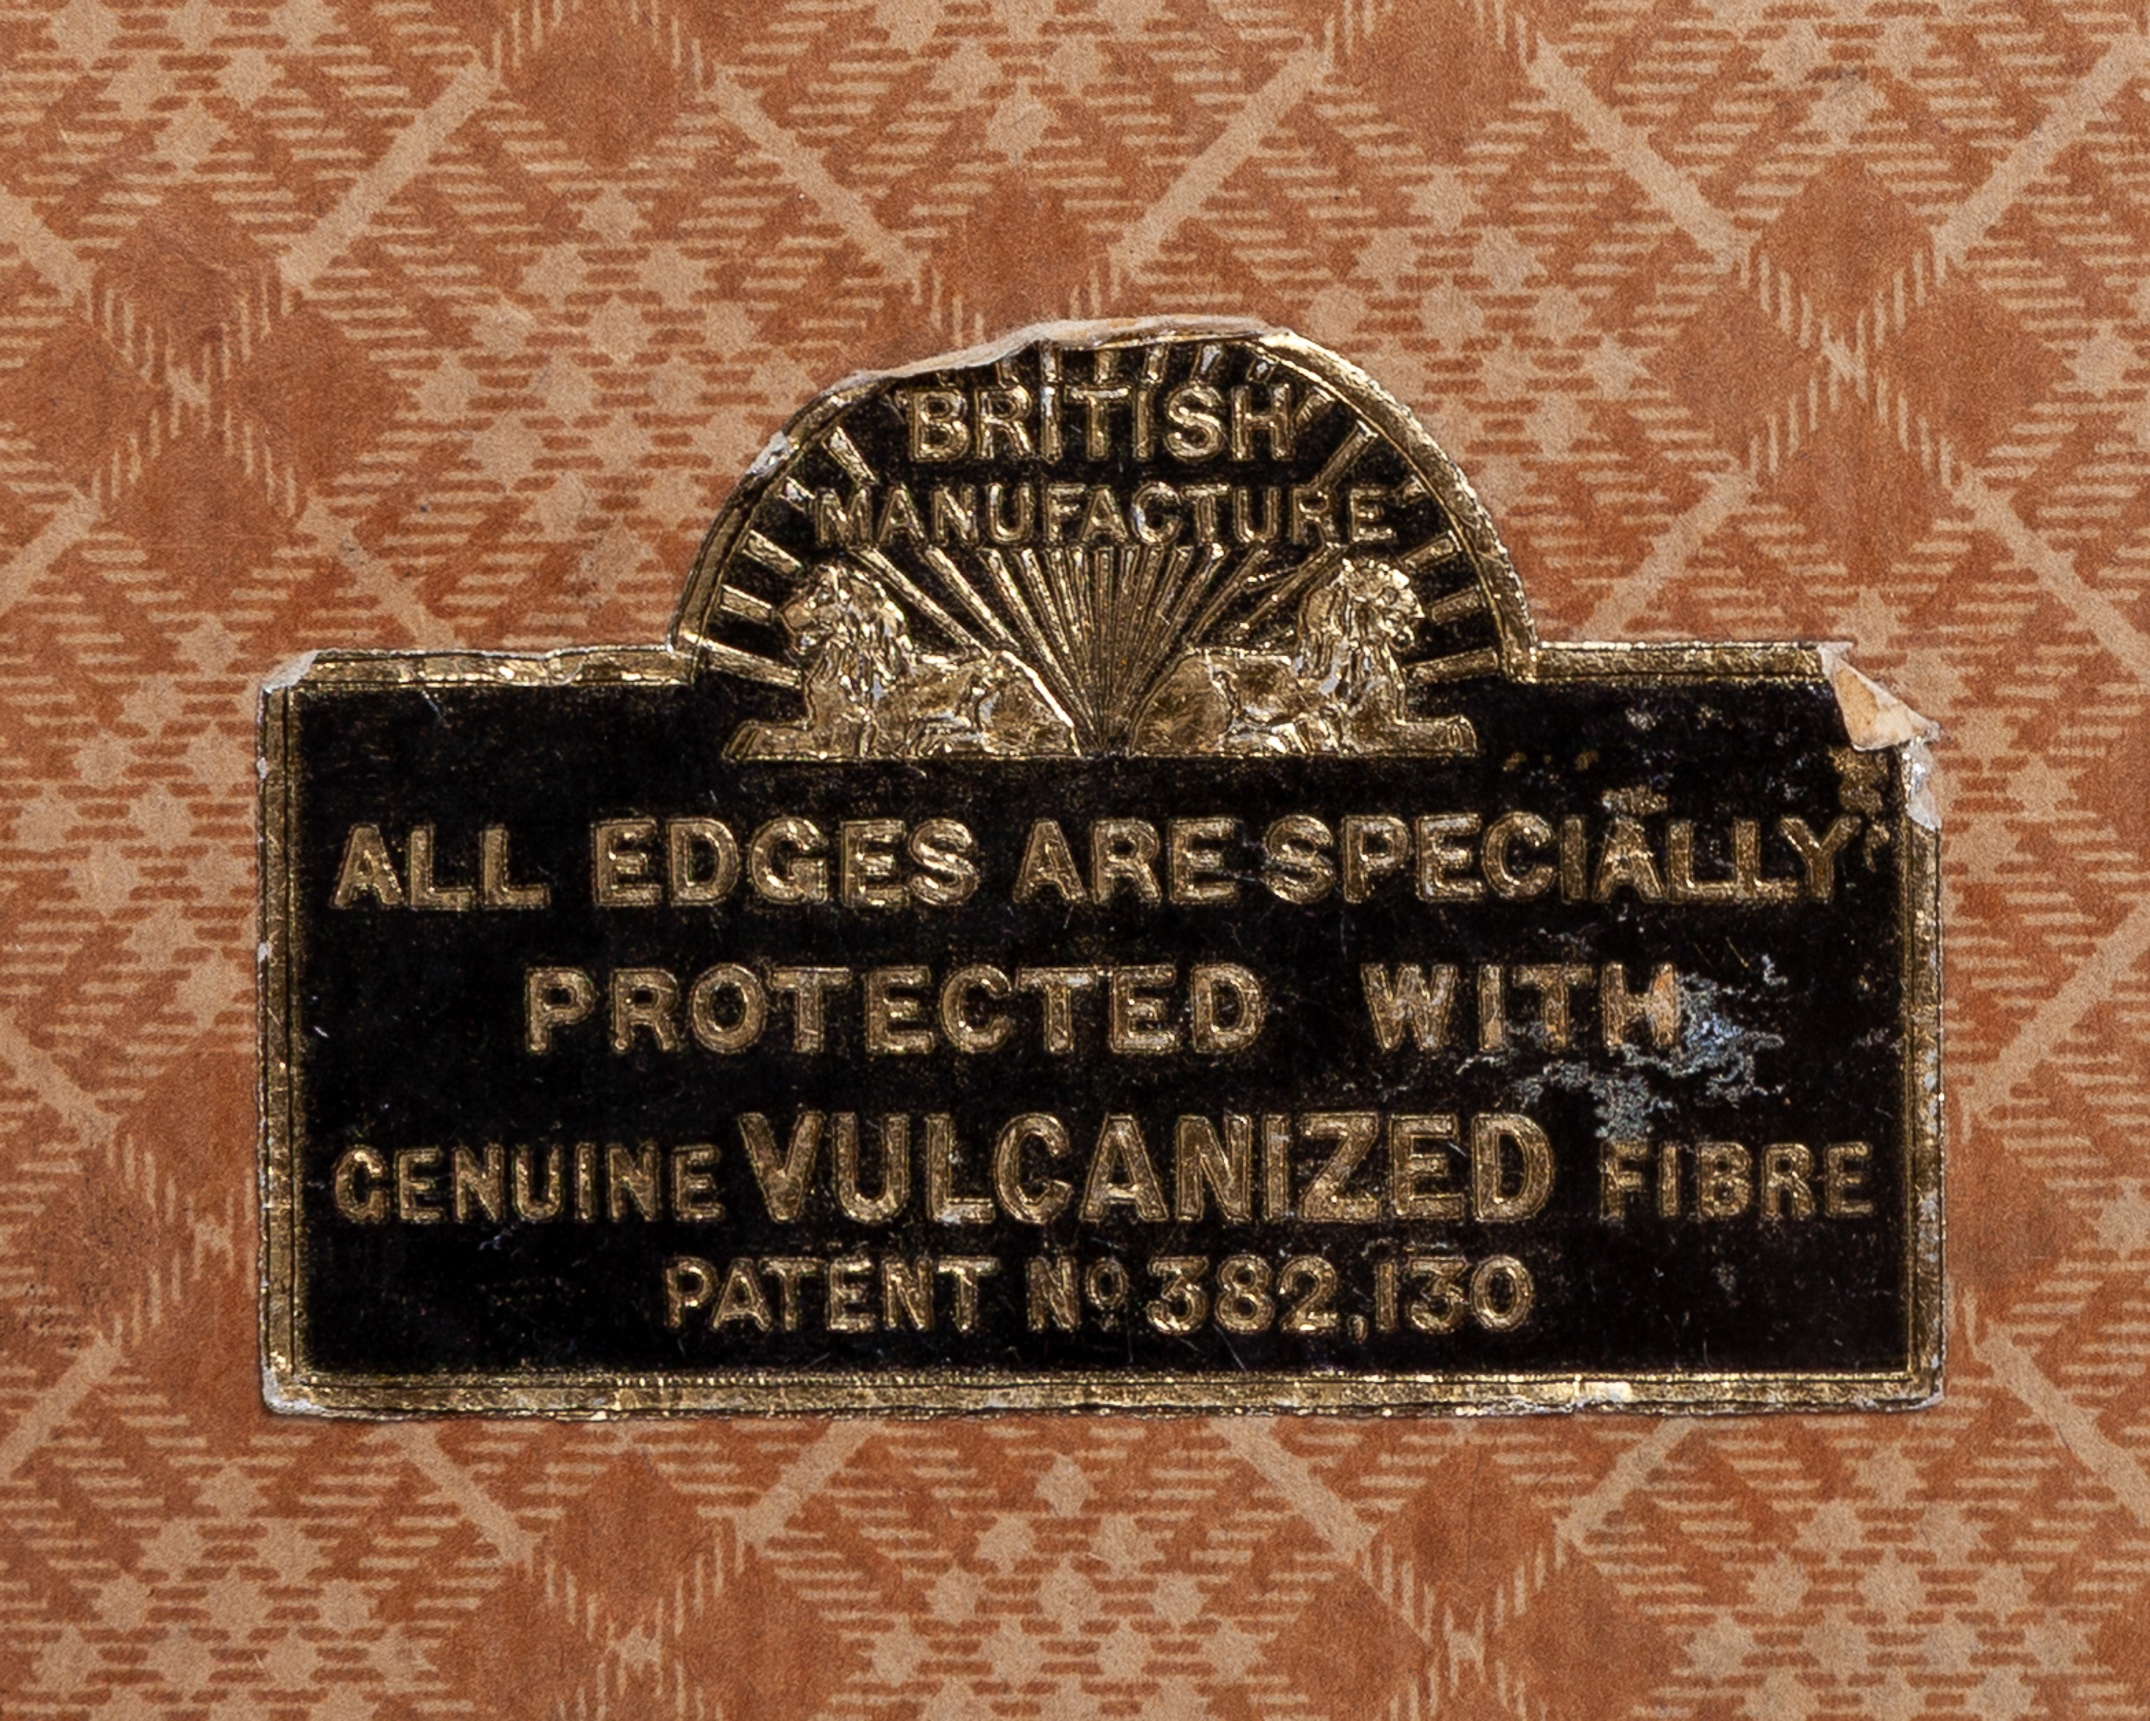 BRITISH
MANUFACTURE
ALL EDGES ARE SPECIALLY
PROTECTED WITH
GENUINE VULCANIZED FIBRE
PATENT No 382,130